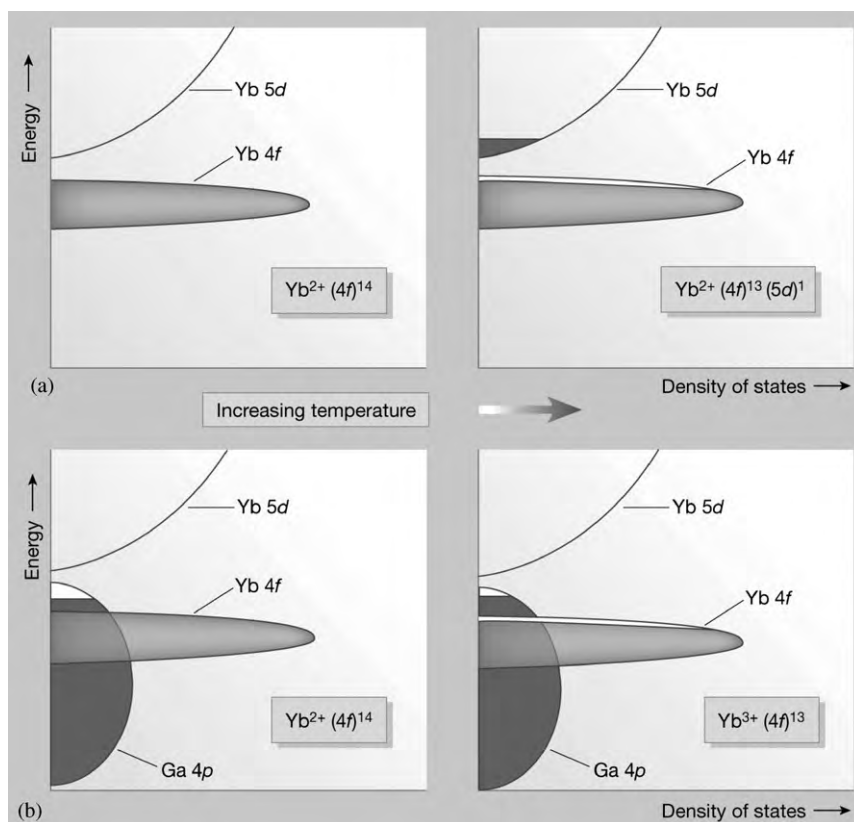 Energy →
Yb 5d
Yb 4f
Yb²⁺ (4f)¹⁴
Yb 5d
Yb 4f
Yb²⁺ (4f)¹³ (5d)¹
(a)
Density of states →
Increasing temperature
Energy →
Yb 5d
Yb 4f
Yb²⁺ (4f)¹⁴
Ga 4p
Yb 5d
Yb 4f
Yb³⁺ (4f)¹³
Ga 4p
(b)
Density of states →